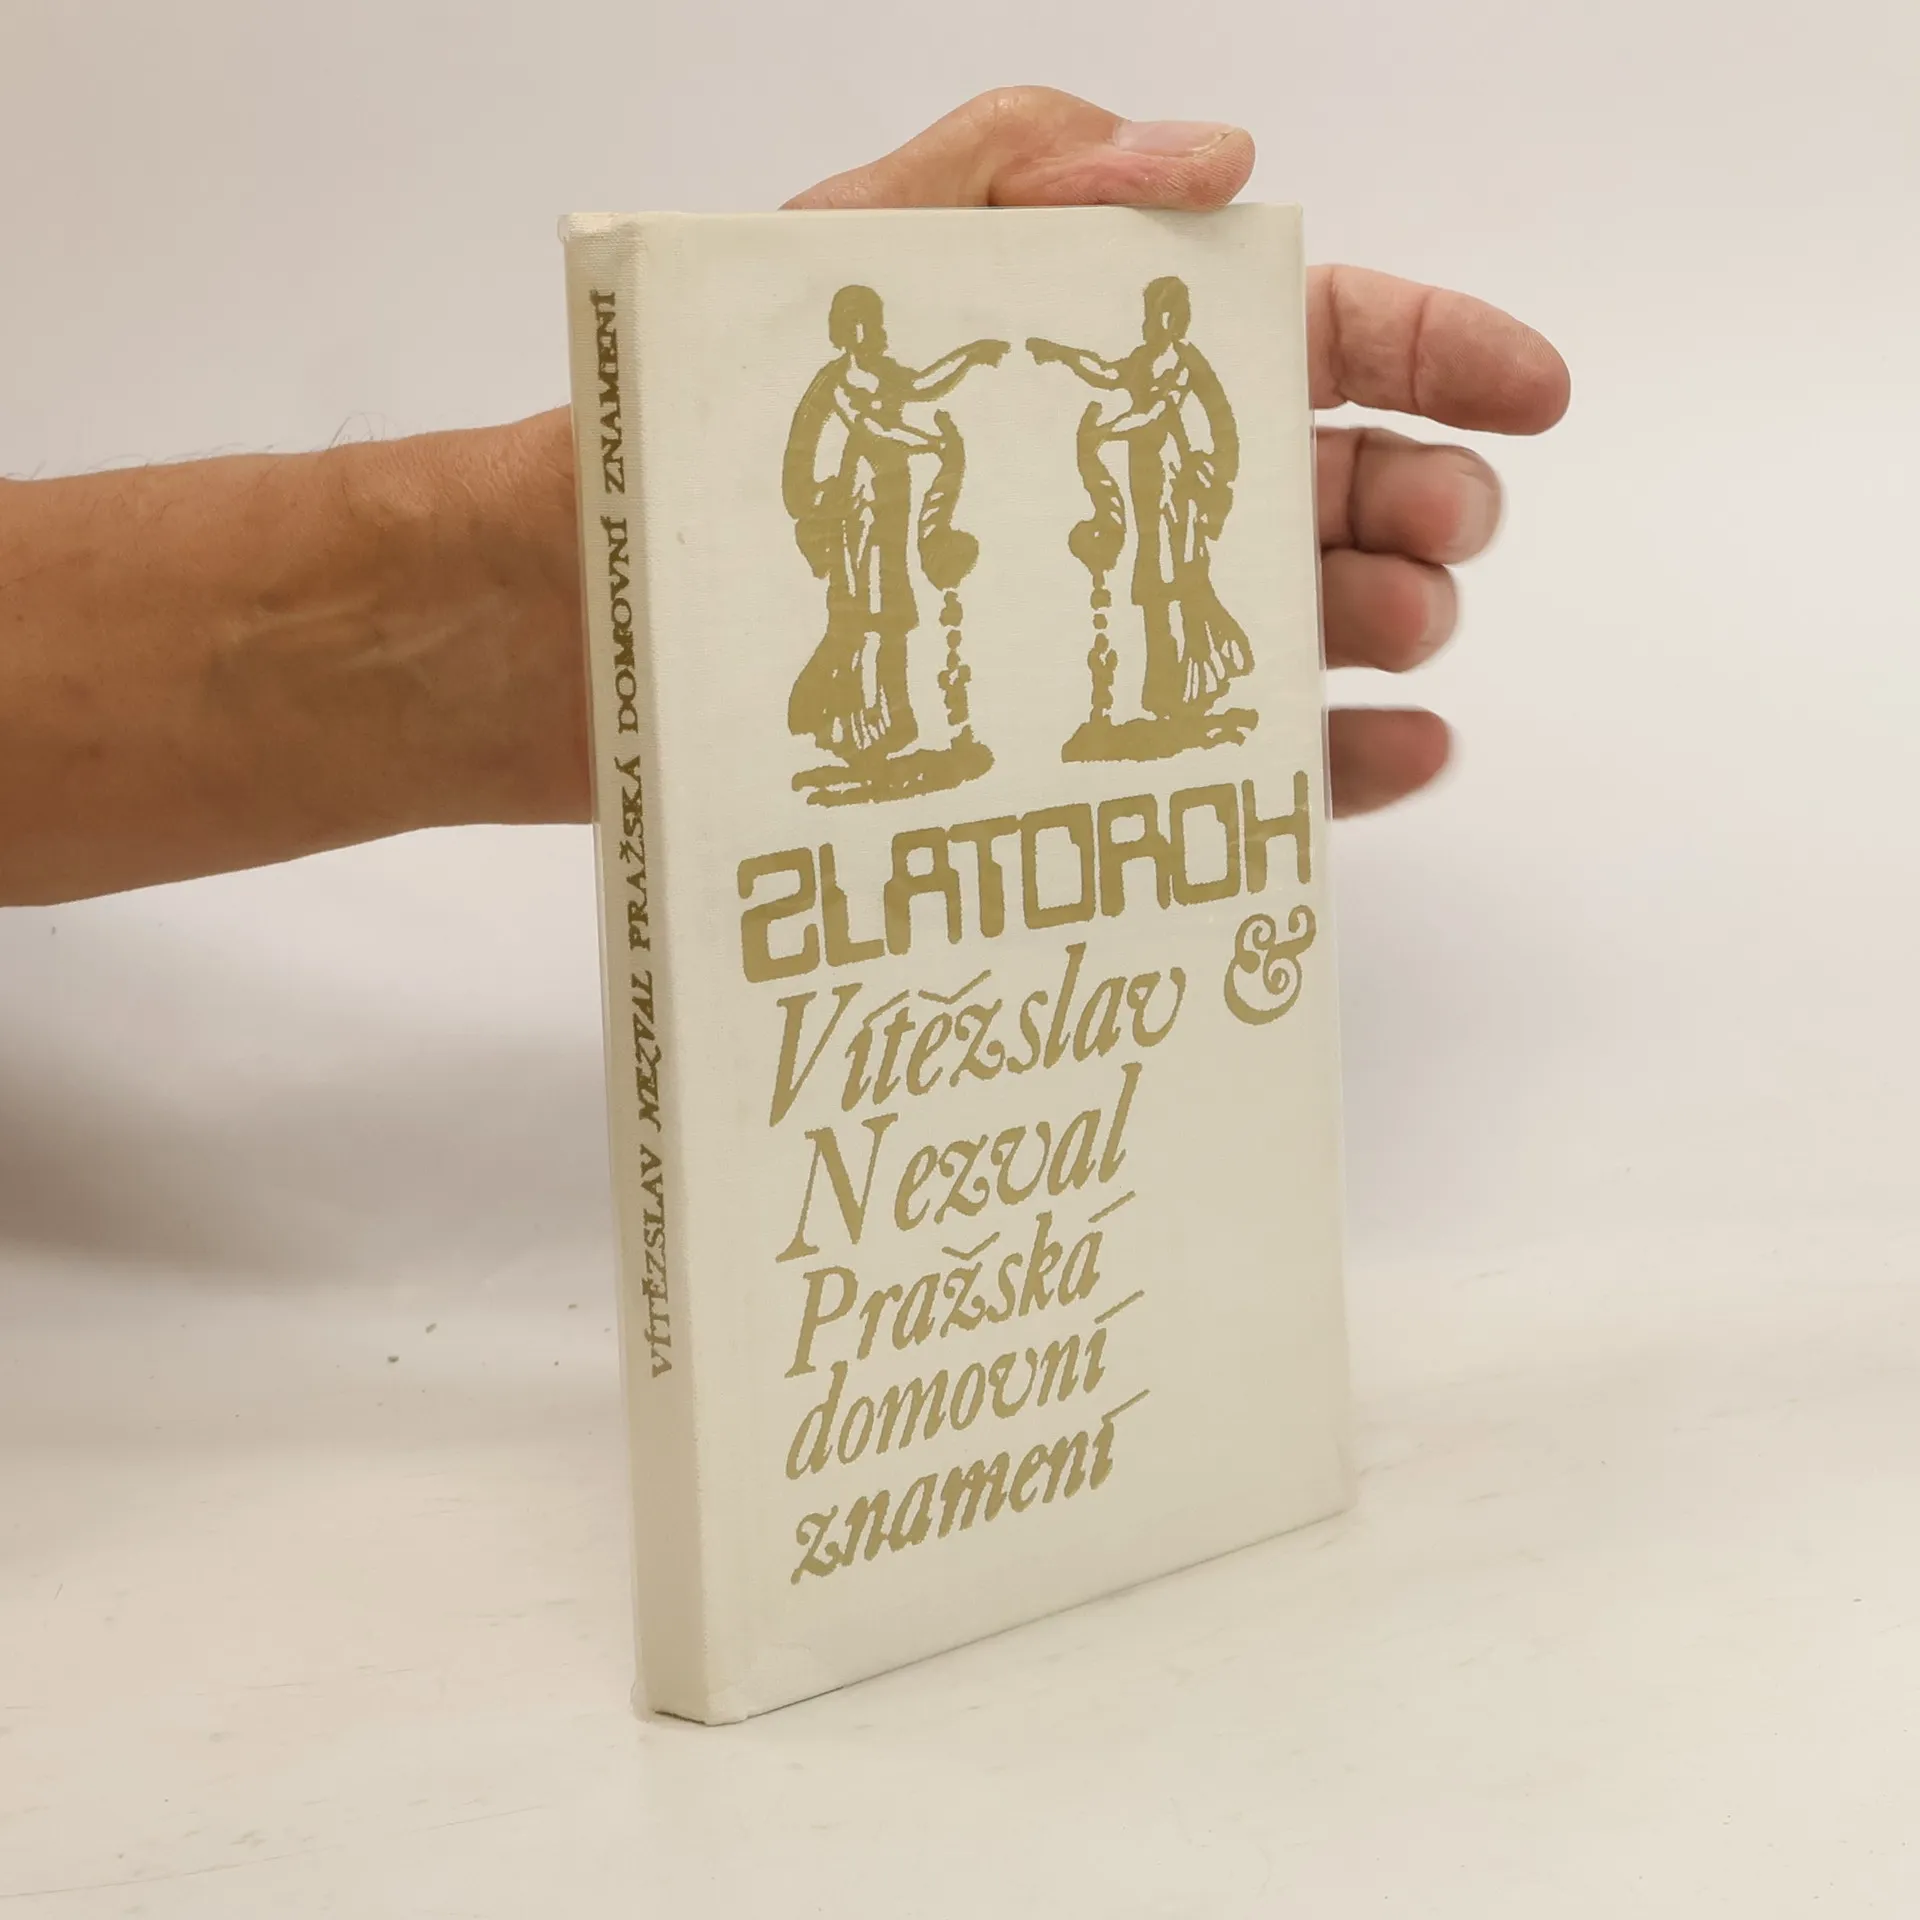 VÍTĚZSLAV NEZVAL PRAŽSKÁ DOMOVNÍ ZNAMENÍ
ZLATOROH
Vítězslav &
Nezval
Pražská
domovní
znamení